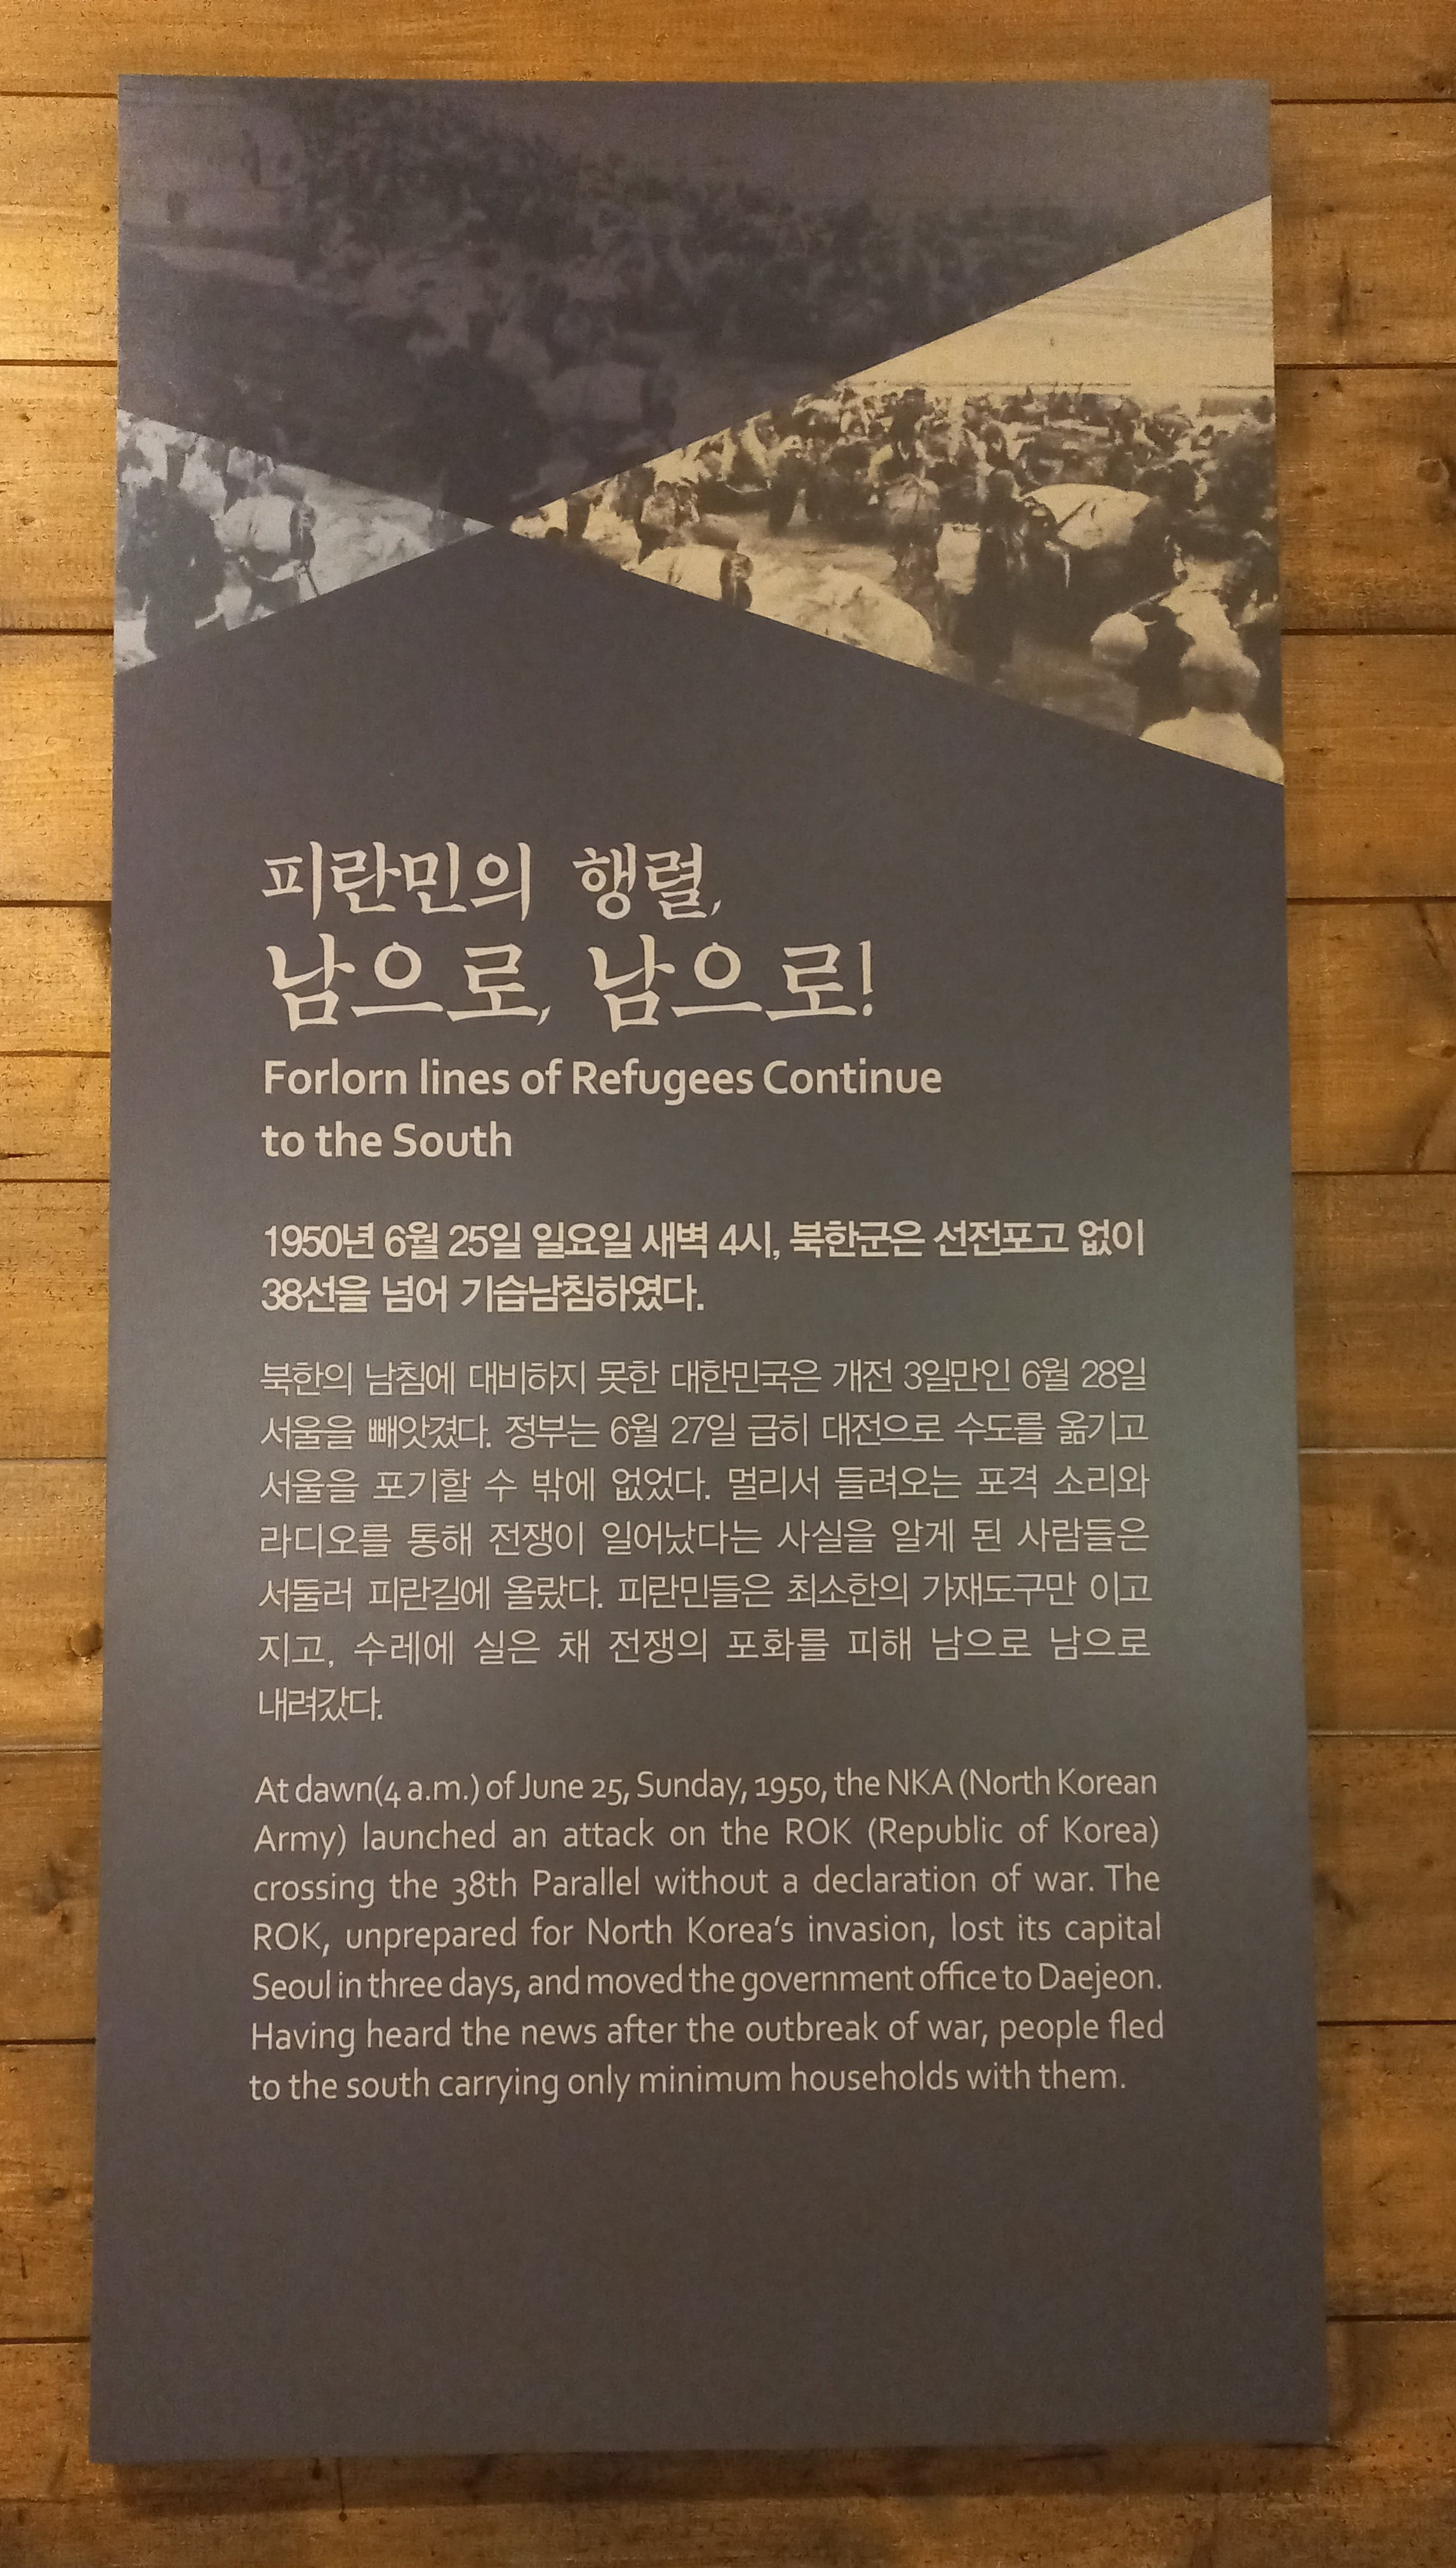 피란민의 행렬,
남으로, 남으로!
Forlorn lines of Refugees Continue
to the South
1950년 6월 25일 일요일 새벽 4시, 북한군은 선전포고 없이
38선을 넘어 기습남침하였다.
북한의 남침에 대비하지 못한 대한민국은 개전 3일만인 6월 28일
서울을 빼앗겼다. 정부는 6월 27일 급히 대전으로 수도를 옮기고
서울을 포기할 수 밖에 없었다. 멀리서 들려오는 포격 소리와
라디오를 통해 전쟁이 일어났다는 사실을 알게 된 사람들은
서둘러 피란길에 올랐다. 피란민들은 최소한의 가재도구만 이고
지고, 수레에 실은 채 전쟁의 포화를 피해 남으로 남으로
내려갔다.
At dawn(4 a.m.) of June 25, Sunday, 1950, the NKA (North Korean
Army) launched an attack on the ROK (Republic of Korea)
crossing the 38th Parallel without a declaration of war. The
ROK, unprepared for North Korea's invasion, lost its capital
Seoul in three days, and moved the government office to Daejeon.
Having heard the news after the outbreak of war, people fled
to the south carrying only minimum households with them.